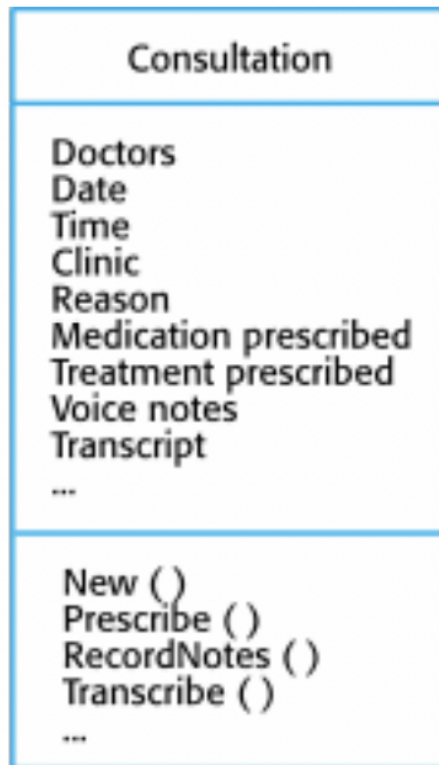 Consultation
Doctors
Date
Time
Clinic
Reason
Medication prescribed
Treatment prescribed
Voice notes
Transcript
...
New ( )
Prescribe ( )
RecordNotes ( )
Transcribe ( )
...